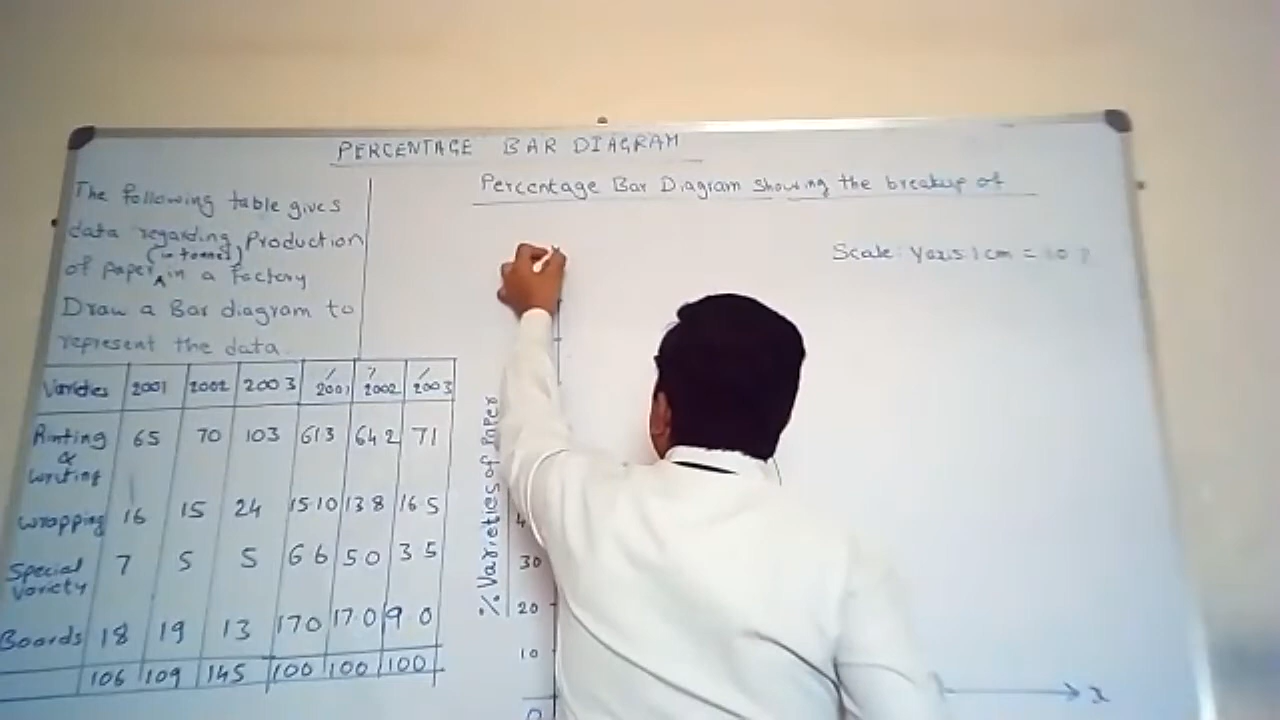 PERCENTAGE BAR DIAGRAM
The following table gives
data regarding Production
(in tonnes)
of Paper in a Factory
Draw a Bar diagram to
represent the data
Varieties 2001 2002 2003 % 2001 % 2002 % 2003
Printing & Writing 65 70 103 61 3 64 2 71
Wrapping 16 15 24 15 10 13 8 16 5
Special Variety 7 5 5 6 6 5 0 3 5
Boards 18 19 13 17 0 17 0 9 0
106 109 145 100 100 100
Percentage Bar Diagram showing the breakup of
Scale: Yaxis 1cm = 10
% Varieties of Paper
4
30
20
10
0
x